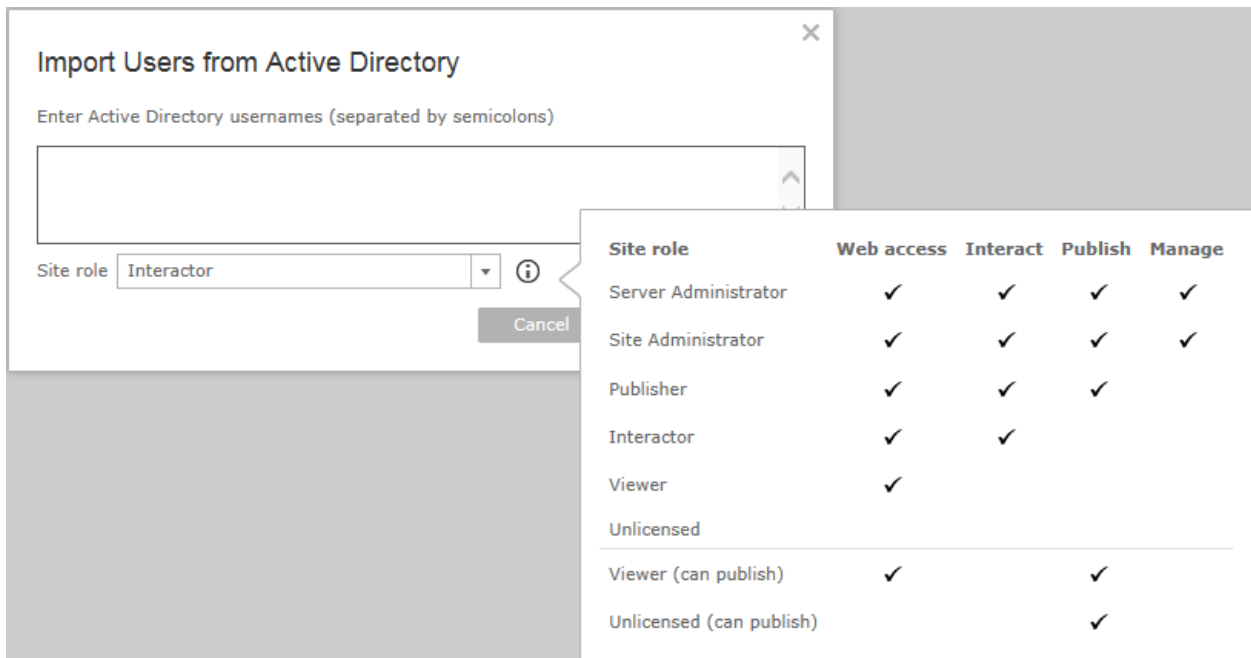 Import Users from Active Directory
Enter Active Directory usernames (separated by semicolons)
Site role Interactor
Cancel
Site role Web access Interact Publish Manage
Server Administrator ✓ ✓ ✓ ✓
Site Administrator ✓ ✓ ✓ ✓
Publisher ✓ ✓ ✓
Interactor ✓ ✓
Viewer ✓
Unlicensed
Viewer (can publish) ✓ ✓
Unlicensed (can publish) ✓